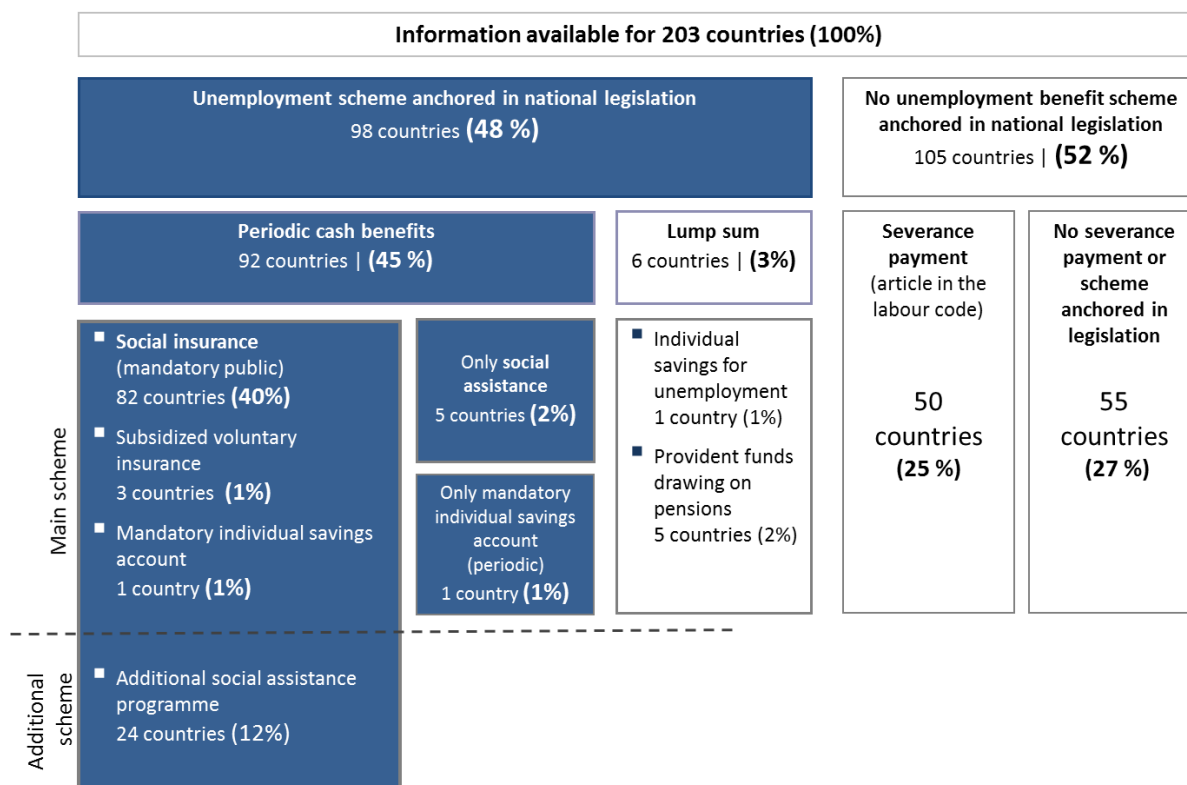 Information available for 203 countries (100%)
Unemployment scheme anchored in national legislation
98 countries (48 %)
No unemployment benefit scheme
anchored in national legislation
105 countries | (52 %)
Periodic cash benefits
92 countries | (45 %)
Lump sum
6 countries | (3%)
Severance
payment
(article in the
labour code)
50
countries
(25 %)
No severance
payment or
scheme
anchored in
legislation
55
countries
(27 %)
Main scheme
Social insurance
(mandatory public)
82 countries (40%)
Subsidized voluntary
insurance
3 countries (1%)
Mandatory individual savings
account
1 country (1%)
Only social
assistance
5 countries (2%)
Only mandatory
individual savings
account
(periodic)
1 country (1%)
Individual
savings for
unemployment
1 country (1%)
Provident funds
drawing on
pensions
5 countries (2%)
Additional
scheme
Additional social assistance
programme
24 countries (12%)